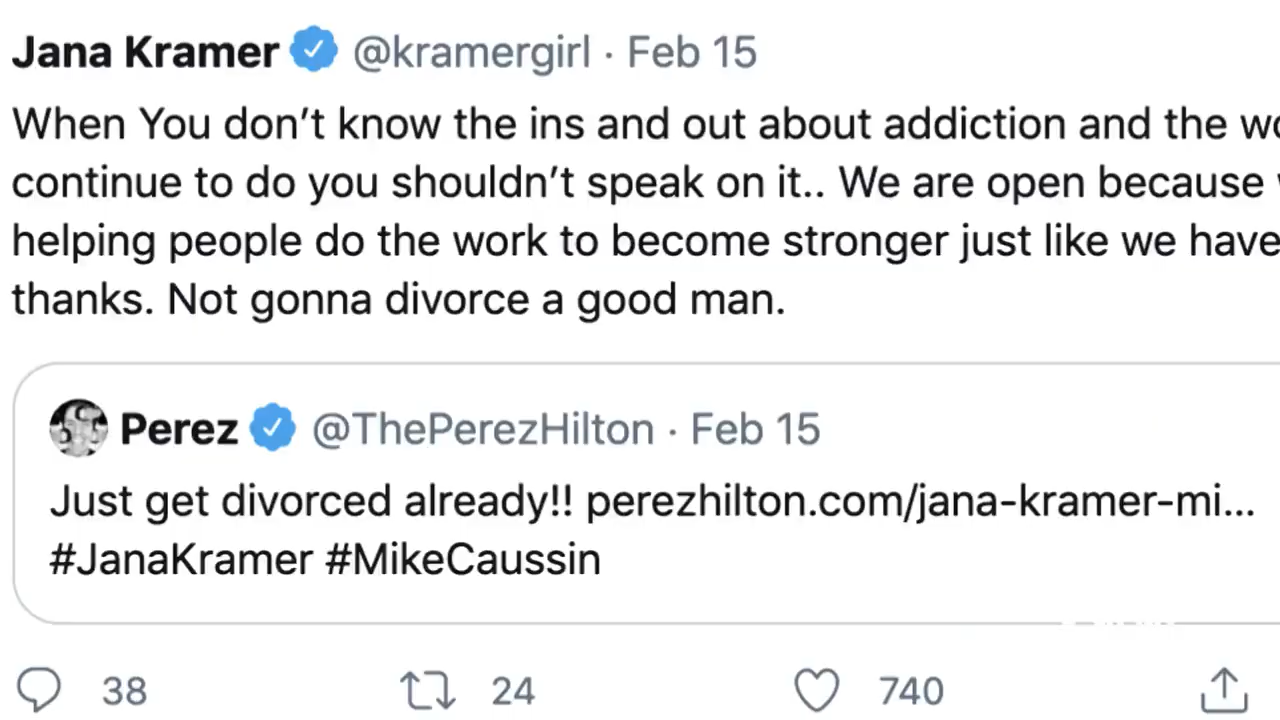 Jana Kramer @kramergirl · Feb 15
When You don’t know the ins and out about addiction and the
continue to do you shouldn’t speak on it.. We are open because
helping people do the work to become stronger just like we have
thanks. Not gonna divorce a good man.
Perez @ThePerezHilton · Feb 15
Just get divorced already!! perezhilton.com/jana-kramer-mi...
#JanaKramer #MikeCaussin
38 24 740